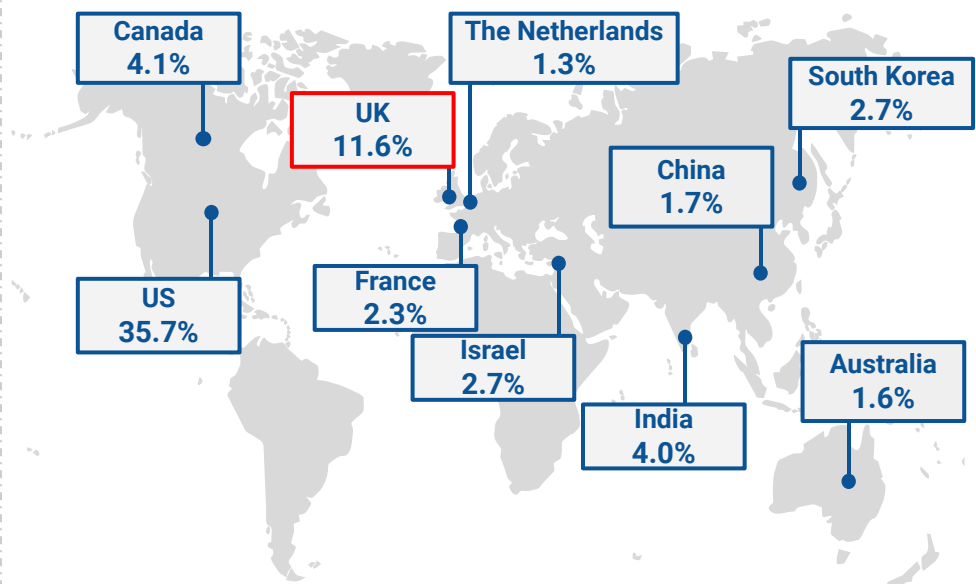 Canada
4.1%
The Netherlands
1.3%
South Korea
2.7%
UK
11.6%
China
1.7%
US
35.7%
France
2.3%
Israel
2.7%
India
4.0%
Australia
1.6%